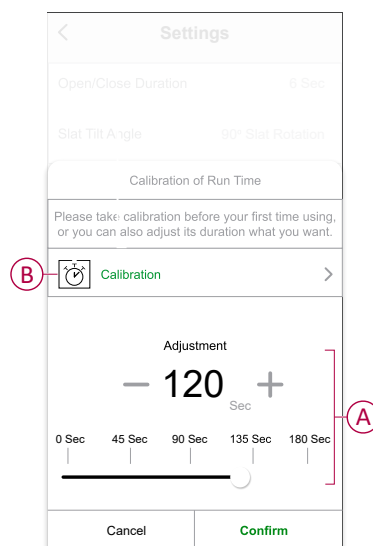 Settings
Open/Close Duration 6 Sec
Slat Tilt Angle 90° Slat Rotation
Calibration of Run Time
Please take calibration before your first time using,
or you can also adjust its duration what you want.
B
Calibration
Adjustment
120 Sec
A
0 Sec 45 Sec 90 Sec 135 Sec 180 Sec
Cancel Confirm